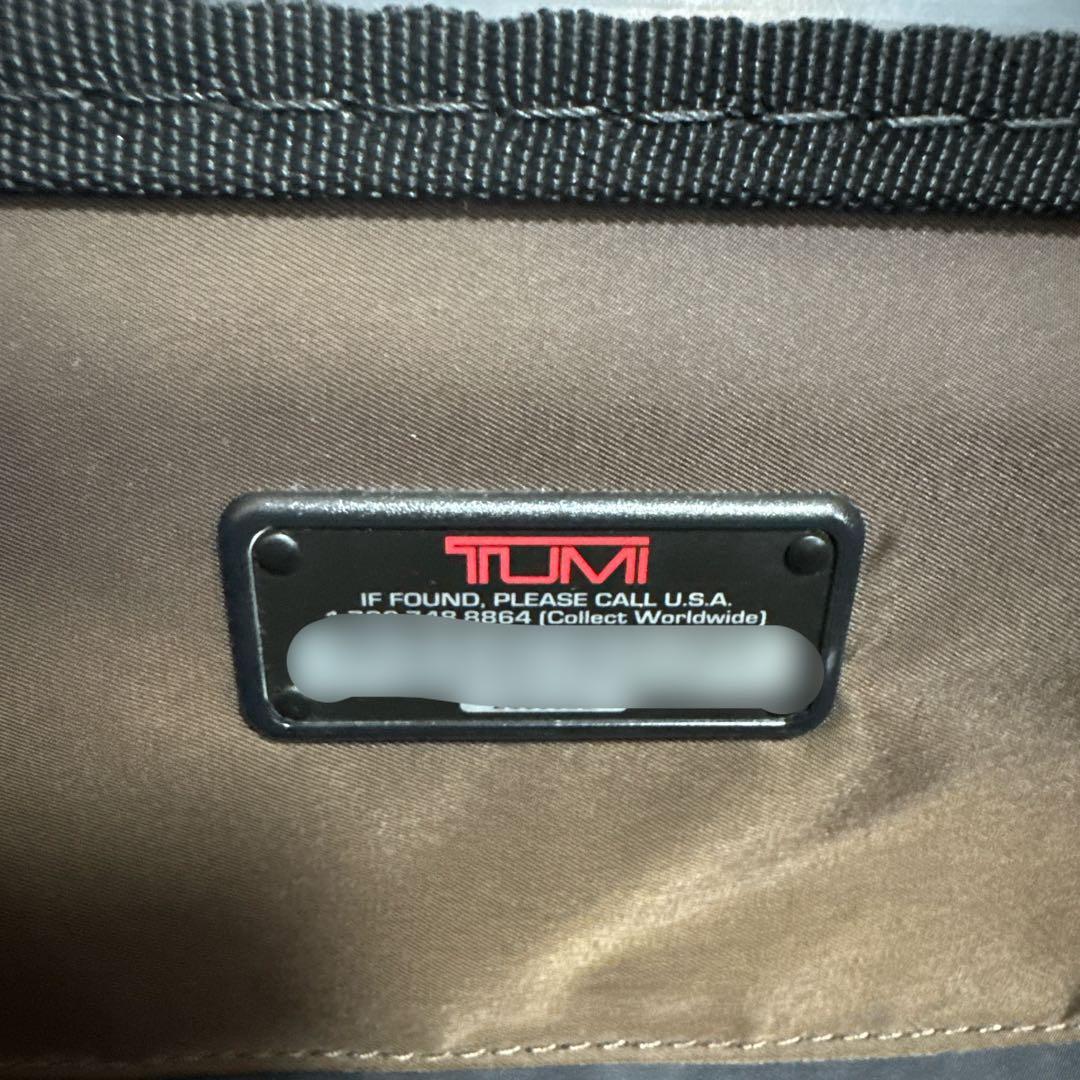 TUMI
IF FOUND, PLEASE CALL U.S.A.
8864 (Collect Worldwide)